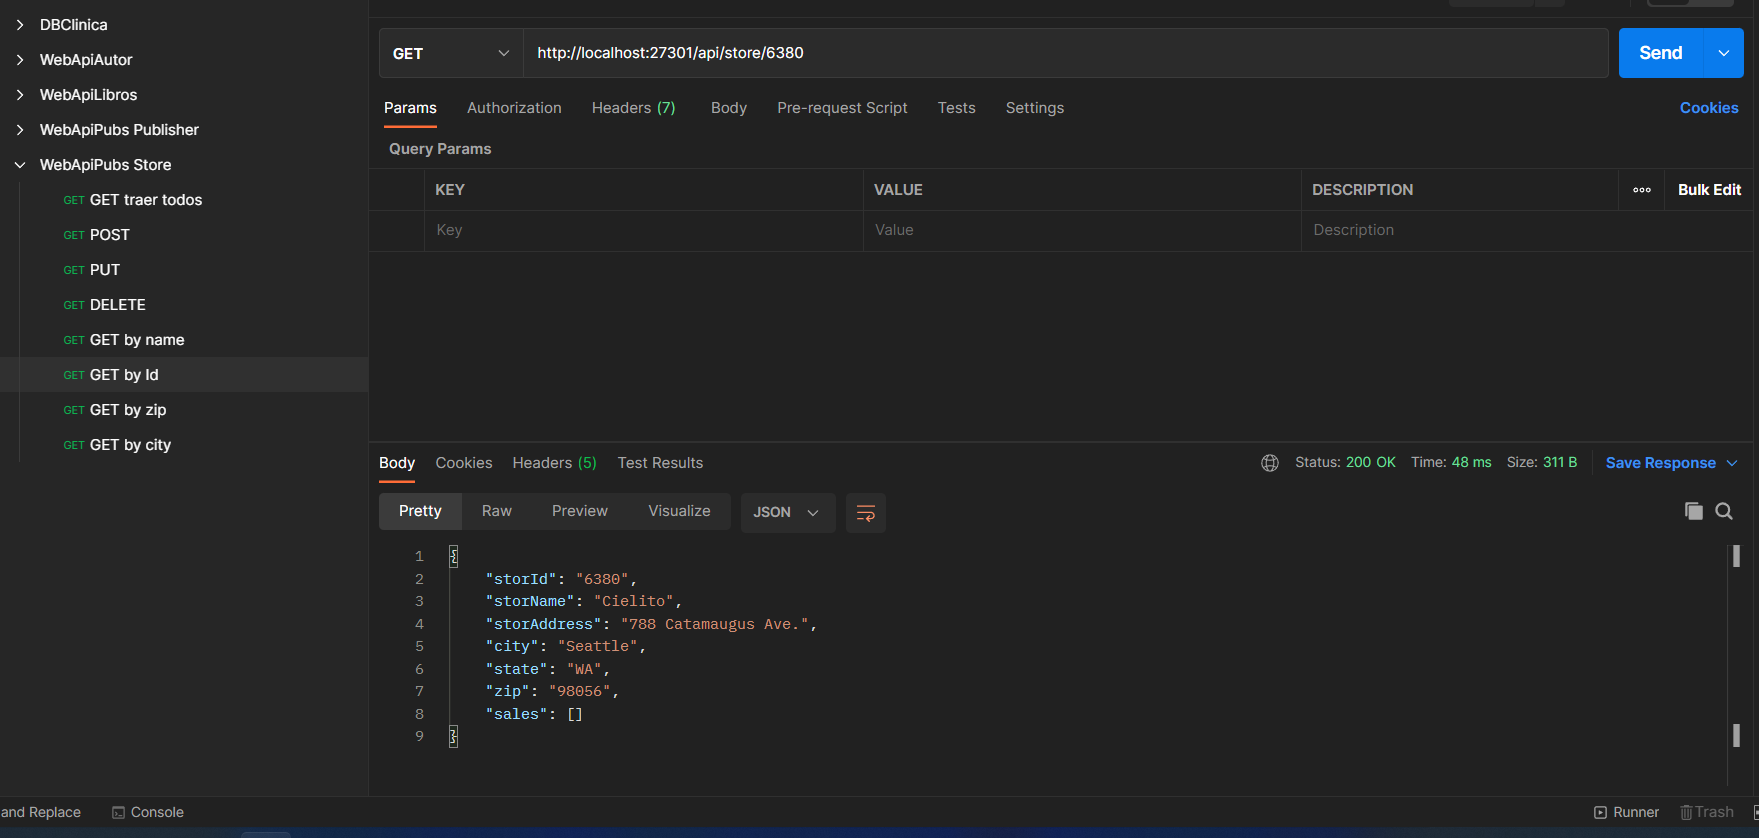 DBClinica
WebApiAutor
WebApiLibros
WebApiPubs Publisher
WebApiPubs Store
GET GET traer todos
GET POST
GET PUT
GET DELETE
GET GET by name
GET GET by Id
GET GET by zip
GET GET by city
GET http://localhost:27301/api/store/6380 Send
Params Authorization Headers (7) Body Pre-request Script Tests Settings Cookies
Query Params
KEY VALUE DESCRIPTION Bulk Edit
Key Value Description
Body Cookies Headers (5) Test Results Status: 200 OK Time: 48 ms Size: 311 B Save Response
Pretty Raw Preview Visualize JSON
1 {
2 "storId": "6380",
3 "storName": "Cielito",
4 "storAddress": "788 Catamaugus Ave.",
5 "city": "Seattle",
6 "state": "WA",
7 "zip": "98056",
8 "sales": []
9 }
and Replace Console Runner Trash